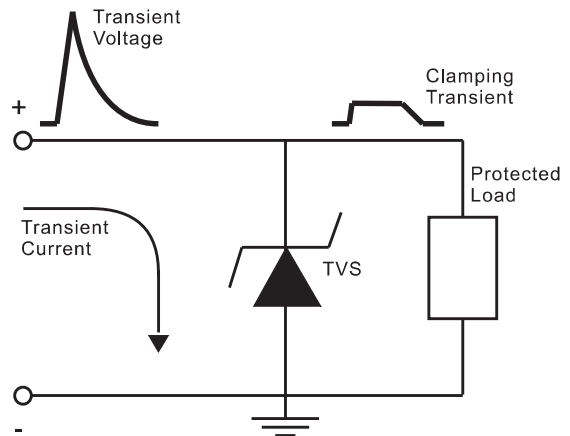 Transient
Voltage
Clamping
Transient
+
Protected
Load
Transient
Current
TVS
-